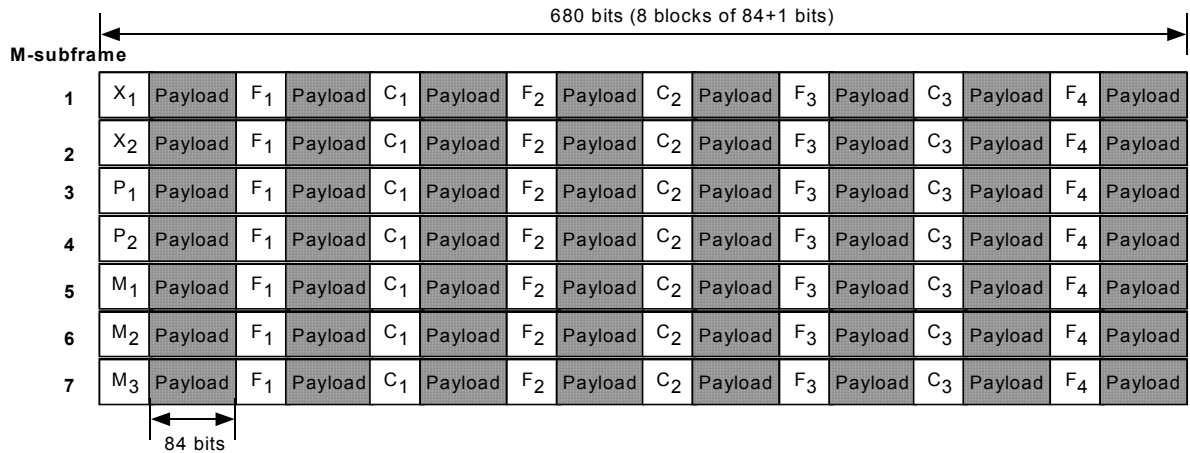 680 bits (8 blocks of 84+1 bits)
M-subframe
1 X1 Payload F1 Payload C1 Payload F2 Payload C2 Payload F3 Payload C3 Payload F4 Payload
2 X2 Payload F1 Payload C1 Payload F2 Payload C2 Payload F3 Payload C3 Payload F4 Payload
3 P1 Payload F1 Payload C1 Payload F2 Payload C2 Payload F3 Payload C3 Payload F4 Payload
4 P2 Payload F1 Payload C1 Payload F2 Payload C2 Payload F3 Payload C3 Payload F4 Payload
5 M1 Payload F1 Payload C1 Payload F2 Payload C2 Payload F3 Payload C3 Payload F4 Payload
6 M2 Payload F1 Payload C1 Payload F2 Payload C2 Payload F3 Payload C3 Payload F4 Payload
7 M3 Payload F1 Payload C1 Payload F2 Payload C2 Payload F3 Payload C3 Payload F4 Payload
84 bits